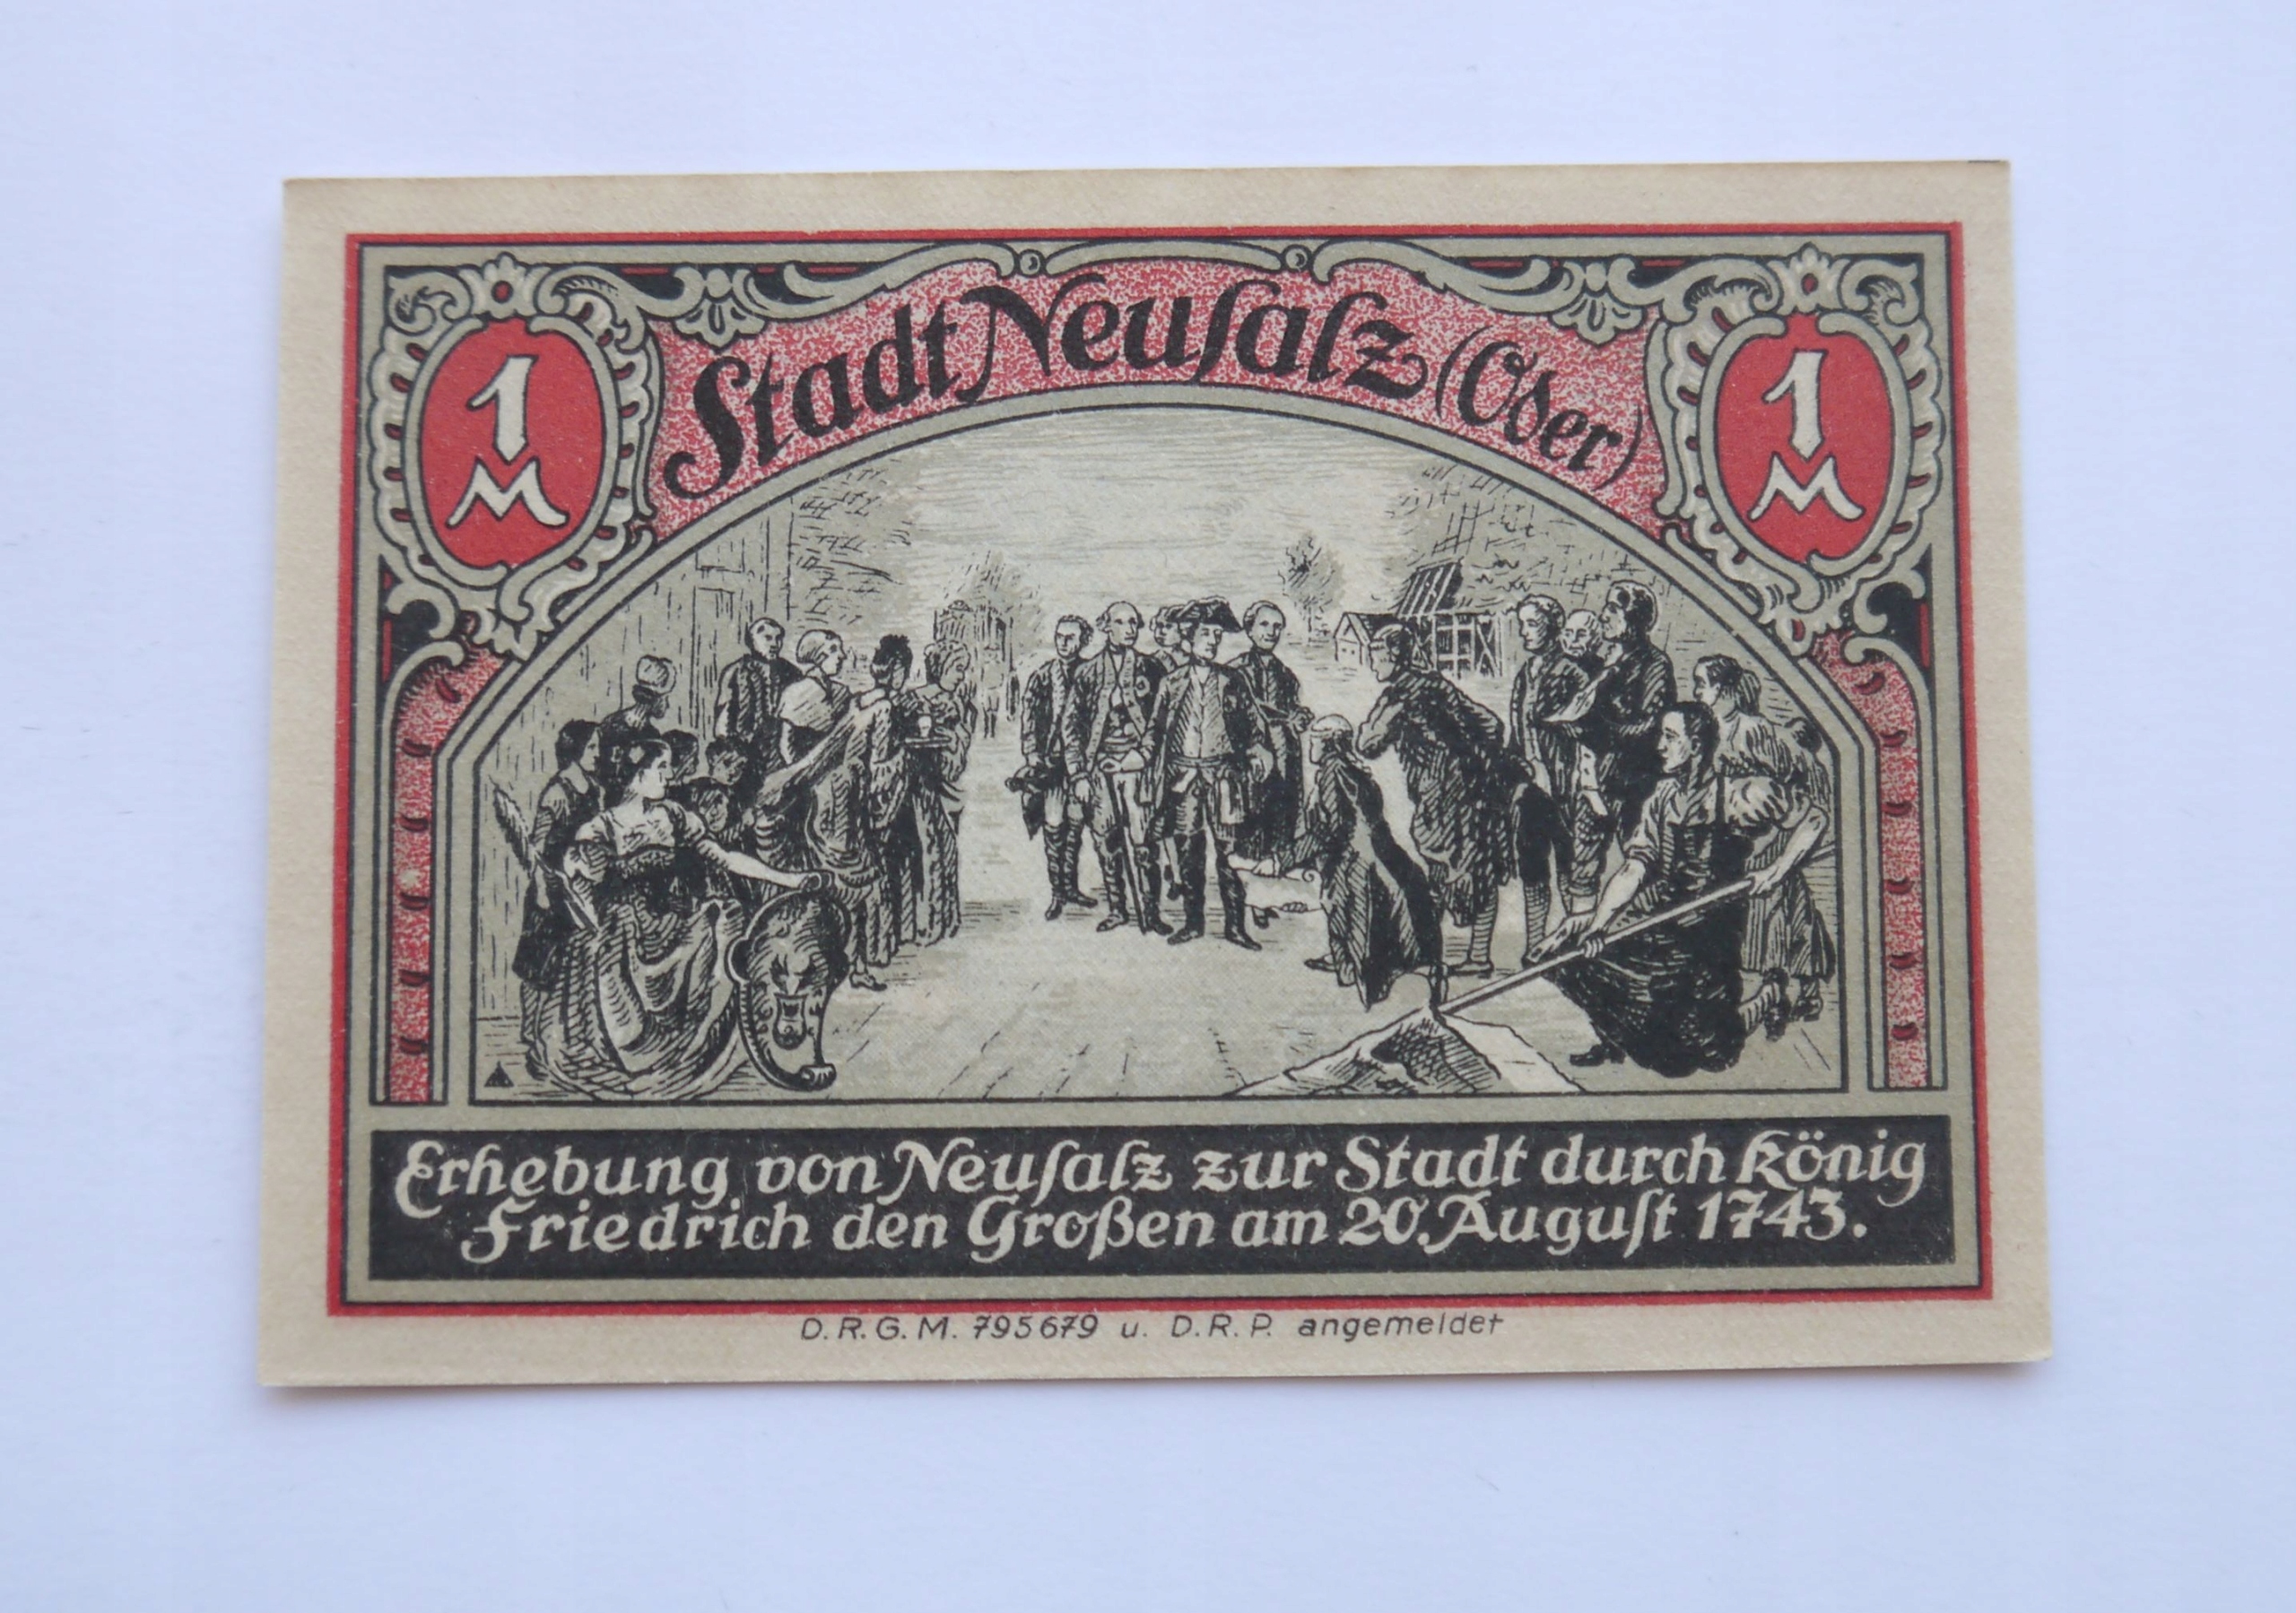 1 M
Stadt Neuſalz (Oder)
1 M
Erhebung von Neuſalz zur Stadt durch König
Friedrich den Großen am 20. Auguſt 1743.
D.R.G.M. 795679 u. D.R.P. angemeldet